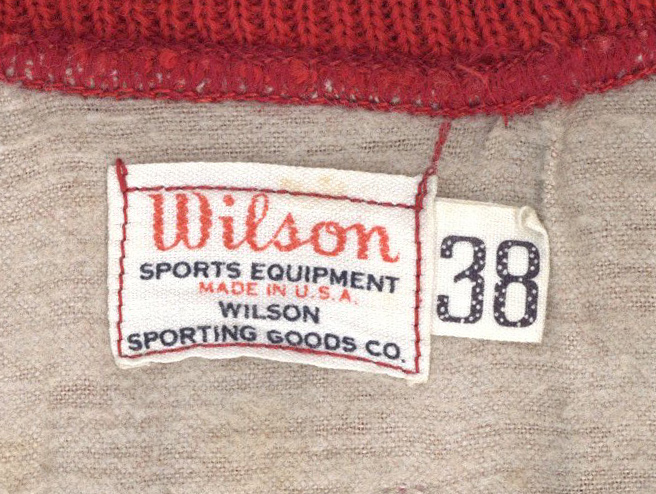 Wilson
SPORTS EQUIPMENT
MADE IN U.S.A.
WILSON
SPORTING GOODS CO.
38